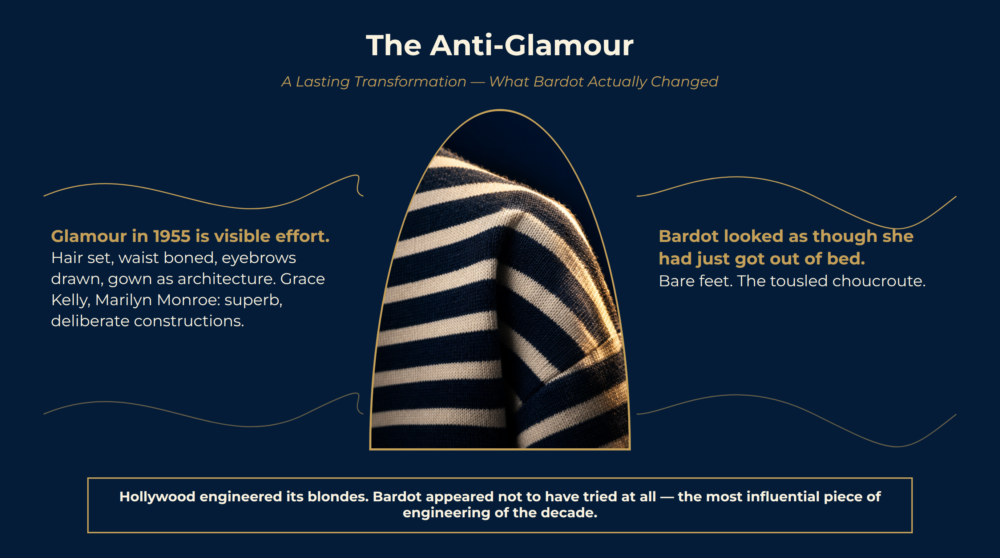 The Anti-Glamour
A Lasting Transformation — What Bardot Actually Changed
Glamour in 1955 is visible effort.
Hair set, waist boned, eyebrows
drawn, gown as architecture. Grace
Kelly, Marilyn Monroe: superb,
deliberate constructions.
Bardot looked as though she
had just got out of bed.
Bare feet. The tousled choucroute.
Hollywood engineered its blondes. Bardot appeared not to have tried at all — the most influential piece of
engineering of the decade.